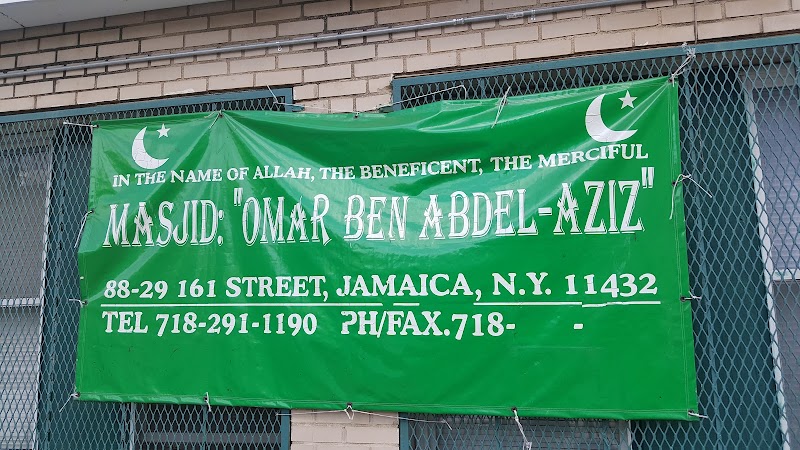 IN THE NAME OF ALLAH, THE BENEFICENT, THE MERCIFUL
MASJID: "OMAR BEN ABDEL-AZIZ"
88-29 161 STREET, JAMAICA, N.Y. 11432
TEL 718-291-1190 PH/FAX.718- -